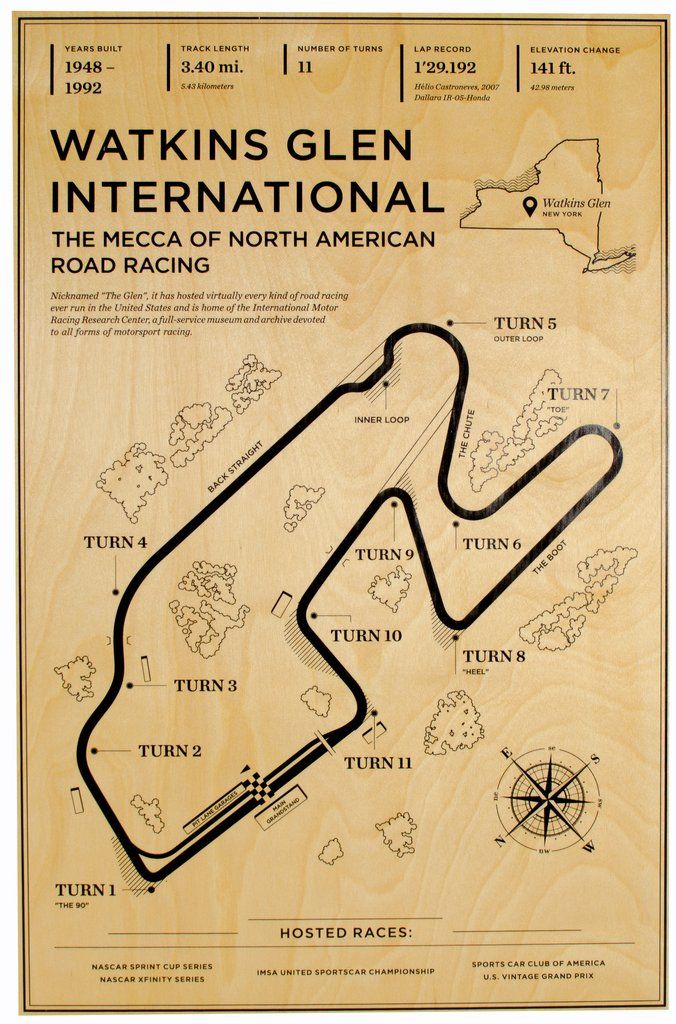 YEARS BUILT
1948 –
1992
TRACK LENGTH
3.40 mi.
5.43 kilometers
NUMBER OF TURNS
11
LAP RECORD
1'29.192
Hélio Castroneves, 2007
Dallara IR-05-Honda
ELEVATION CHANGE
141 ft.
42.98 meters
WATKINS GLEN
INTERNATIONAL
THE MECCA OF NORTH AMERICAN
ROAD RACING
Watkins Glen
NEW YORK
Nicknamed "The Glen", it has hosted virtually every kind of road racing
ever run in the United States and is home of the International Motor
Racing Research Center, a full-service museum and archive devoted
to all forms of motorsport racing.
TURN 5
OUTER LOOP
TURN 7
"TOE"
INNER LOOP
THE CHUTE
BACK STRAIGHT
TURN 4
TURN 9
TURN 6
THE BOOT
TURN 10
TURN 8
"HEEL"
TURN 3
TURN 2
TURN 11
PIT LANE GARAGES
MAIN
GRANDSTAND
E
se
S
ne
sw
N
nw
W
TURN 1
"THE 90"
HOSTED RACES:
NASCAR SPRINT CUP SERIES
NASCAR XFINITY SERIES
IMSA UNITED SPORTSCAR CHAMPIONSHIP
SPORTS CAR CLUB OF AMERICA
U.S. VINTAGE GRAND PRIX